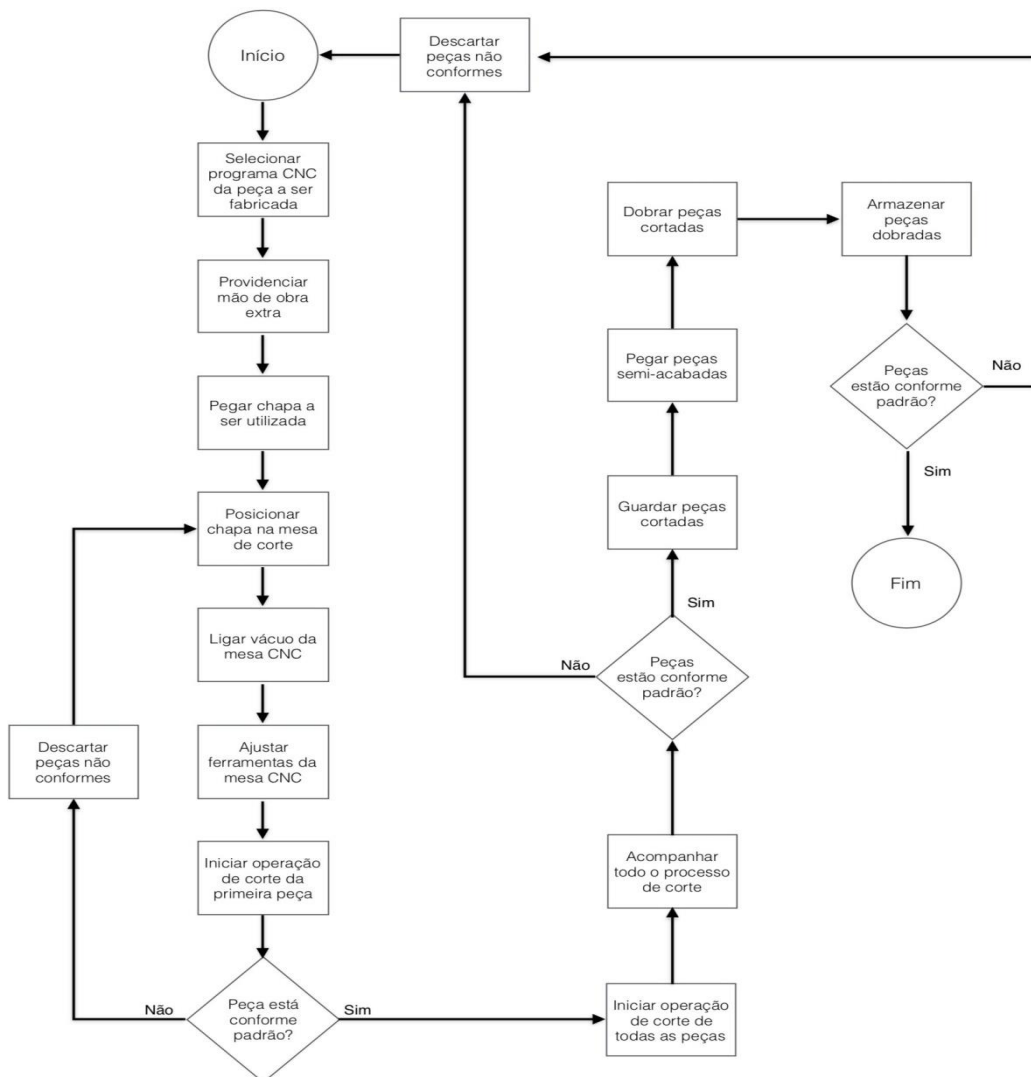 Início
Descartar
peças não
conformes
Selecionar
programa CNC
da peça a ser
fabricada
Providenciar
mão de obra
extra
Pegar chapa a
ser utilizada
Posicionar
chapa na mesa
de corte
Ligar vácuo da
mesa CNC
Descartar
peças não
conformes
Ajustar
ferramentas da
mesa CNC
Iniciar operação
de corte da
primeira peça
Não
Peça está
conforme
padrão?
Sim
Iniciar operação
de corte de
todas as peças
Acompanhar
todo o processo
de corte
Não
Peças
estão conforme
padrão?
Sim
Guardar peças
cortadas
Pegar peças
semi-acabadas
Dobrar peças
cortadas
Armazenar
peças
dobradas
Peças
estão conforme
padrão?
Não
Sim
Fim